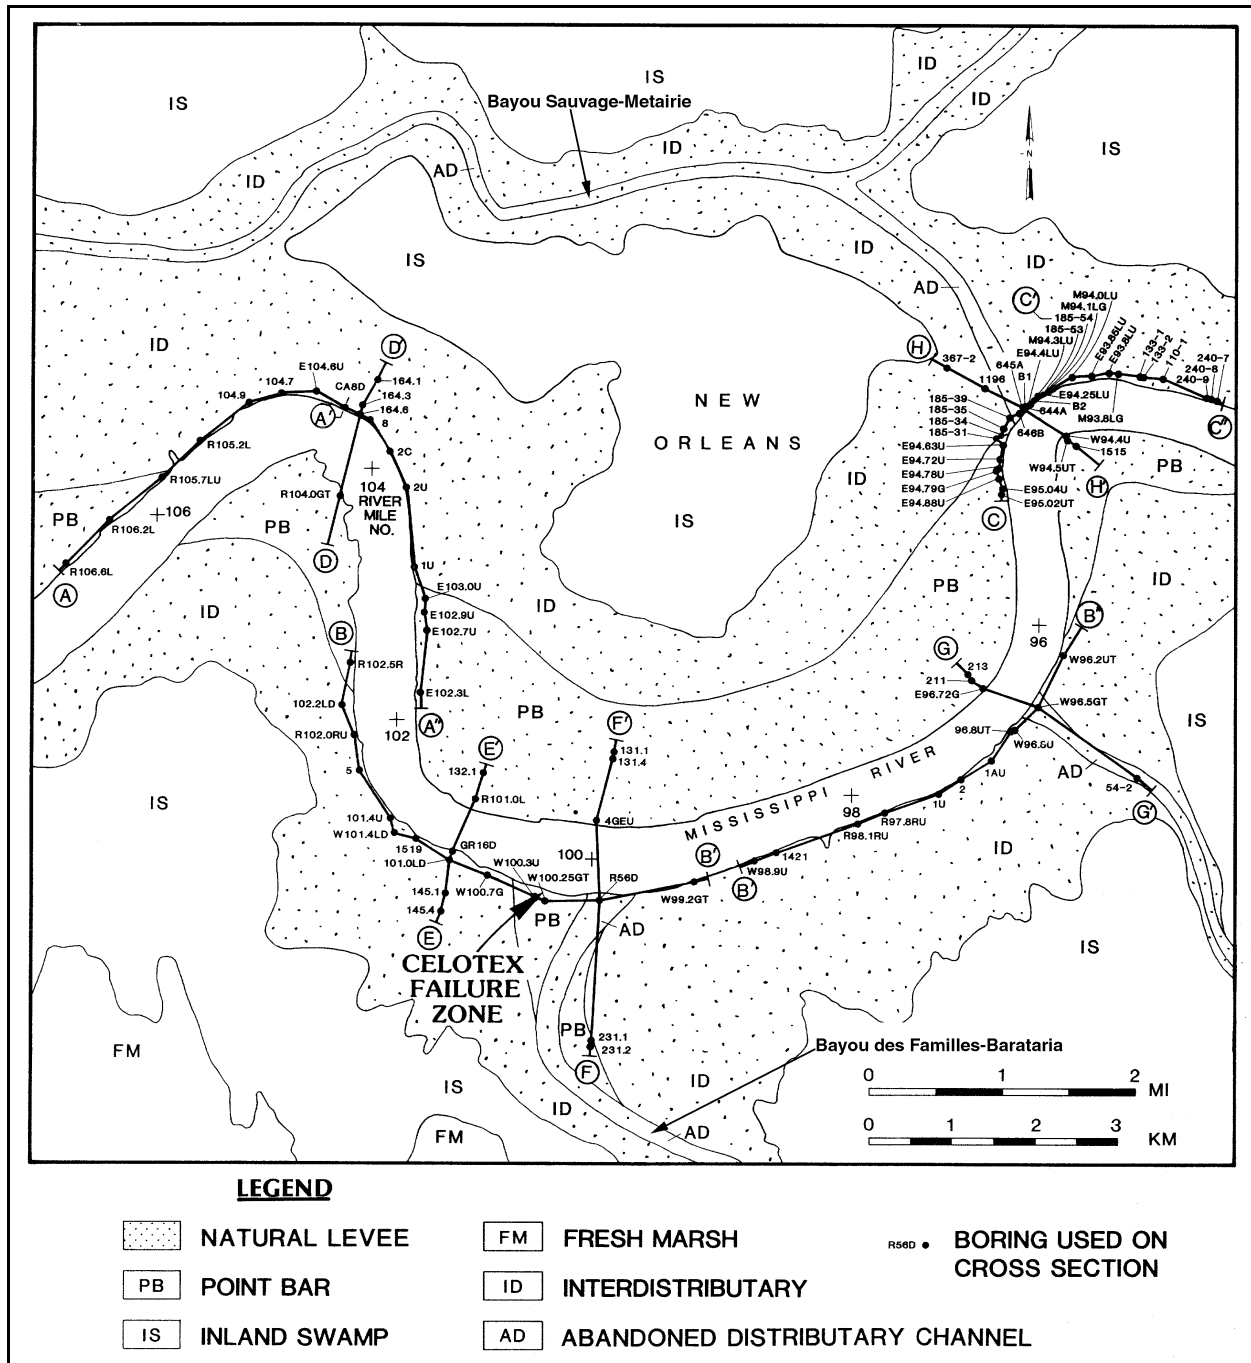 IS
Bayou Sauvage-Metairie
IS
ID
ID
N
IS
ID
AD
ID
ID
IS
ID
ID
AD
C'
M94.0LU
M94.1LG
185-54
185-53
M94.3LU
E94.4LU
645A
B1
E93.85LU
E93.8LU
133-1
133-2
110-1
240-7
240-8
240-9
H
367-2
1196
D'
164.1
164.3
164.6
8
E104.6U
CA8D
104.7
104.9
A'
ID
R105.2L
2C
NEW
ORLEANS
185-39
185-35
185-34
185-31
E94.63U
E94.72U
E94.78U
E94.79G
E94.88U
E94.25LU
B2
644A
646B
M93.8LG
C"
W94.4U
1515
W94.5UT
H'
PB
E95.04U
E95.02UT
C
R105.7LU
104
RIVER
MILE
NO.
2U
R104.0GT
PB
106
R106.2L
PB
R106.6L
A
D
ID
IS
1U
E103.0U
E102.9U
E102.7U
ID
PB
ID
ID
B
R102.5R
102.2LD
R102.0RU
5
E102.3L
A"
102
PB
F'
131.1
131.4
E'
132.1
R101.0L
4GEU
G
213
211
E96.72G
96
B"
W96.2UT
W96.5GT
96.8UT
W96.5U
1AU
2
1U
AD
54-2
G'
IS
MISSISSIPPI RIVER
98
R97.8RU
R98.1RU
IS
101.4U
W101.4LD
1519
101.0LD
GR16D
W100.3U
W100.25GT
100
R56D
1421
W98.9U
B'
B'
W99.2GT
ID
145.1
145.4
W100.7G
E
PB
AD
CELOTEX
FAILURE
ZONE
IS
PB
231.1
231.2
F
Bayou des Familles-Barataria
FM
IS
ID
ID
FM
AD
0 1 2
MI
0 1 2 3
KM
LEGEND
NATURAL LEVEE
FM FRESH MARSH
R56D BORING USED ON
CROSS SECTION
PB POINT BAR
ID INTERDISTRIBUTARY
IS INLAND SWAMP
AD ABANDONED DISTRIBUTARY CHANNEL